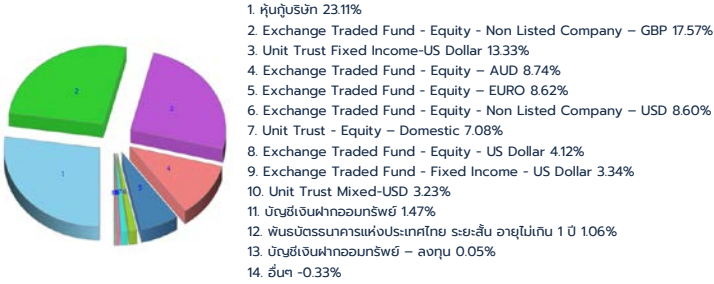 1. หุ้นกู้บริษัท 23.11%
2. Exchange Traded Fund - Equity - Non Listed Company – GBP 17.57%
3. Unit Trust Fixed Income-US Dollar 13.33%
4. Exchange Traded Fund - Equity – AUD 8.74%
5. Exchange Traded Fund - Equity – EURO 8.62%
6. Exchange Traded Fund - Equity - Non Listed Company – USD 8.60%
7. Unit Trust - Equity – Domestic 7.08%
8. Exchange Traded Fund - Equity - US Dollar 4.12%
9. Exchange Traded Fund - Fixed Income - US Dollar 3.34%
10. Unit Trust Mixed-USD 3.23%
11. บัญชีเงินฝากออมทรัพย์ 1.47%
12. พันธบัตรธนาคารแห่งประเทศไทย ระยะสั้น อายุไม่เกิน 1 ปี 1.06%
13. บัญชีเงินฝากออมทรัพย์ – ลงทุน 0.05%
14. อื่นๆ -0.33%
2
3
1
4
5